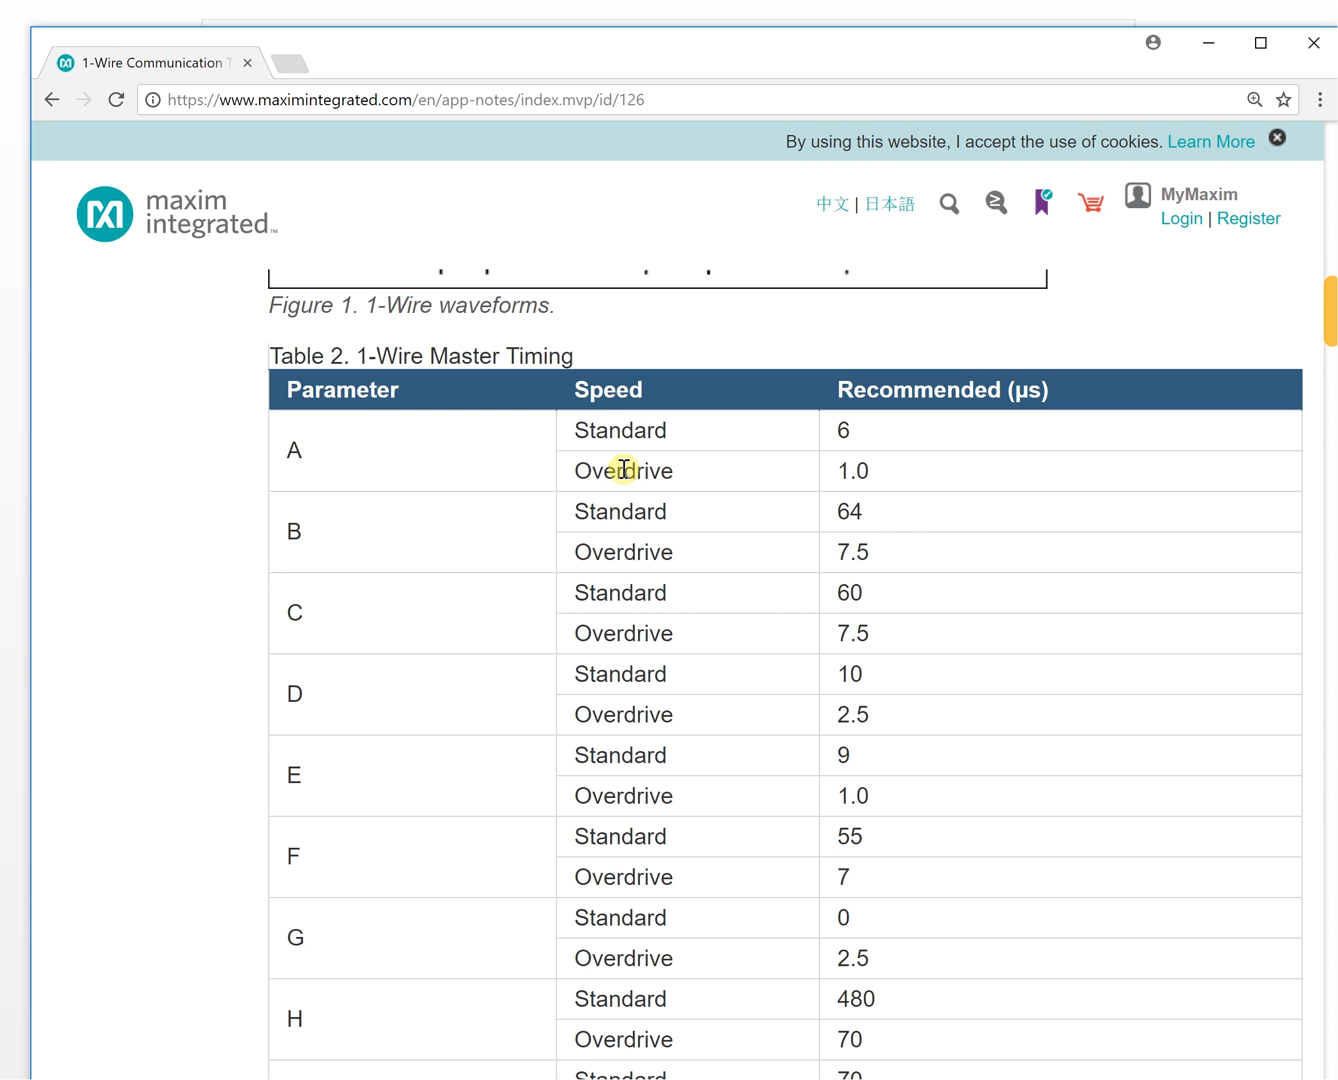 1-Wire Communication T
https://www.maximintegrated.com/en/app-notes/index.mvp/id/126
By using this website, I accept the use of cookies. Learn More
maxim
integrated™
中文 | 日本語
MyMaxim
Login | Register
Figure 1. 1-Wire waveforms.
Table 2. 1-Wire Master Timing
Parameter Speed Recommended (µs)
A
Standard 6
Overdrive 1.0
B
Standard 64
Overdrive 7.5
C
Standard 60
Overdrive 7.5
D
Standard 10
Overdrive 2.5
E
Standard 9
Overdrive 1.0
F
Standard 55
Overdrive 7
G
Standard 0
Overdrive 2.5
H
Standard 480
Overdrive 70
Standard 70